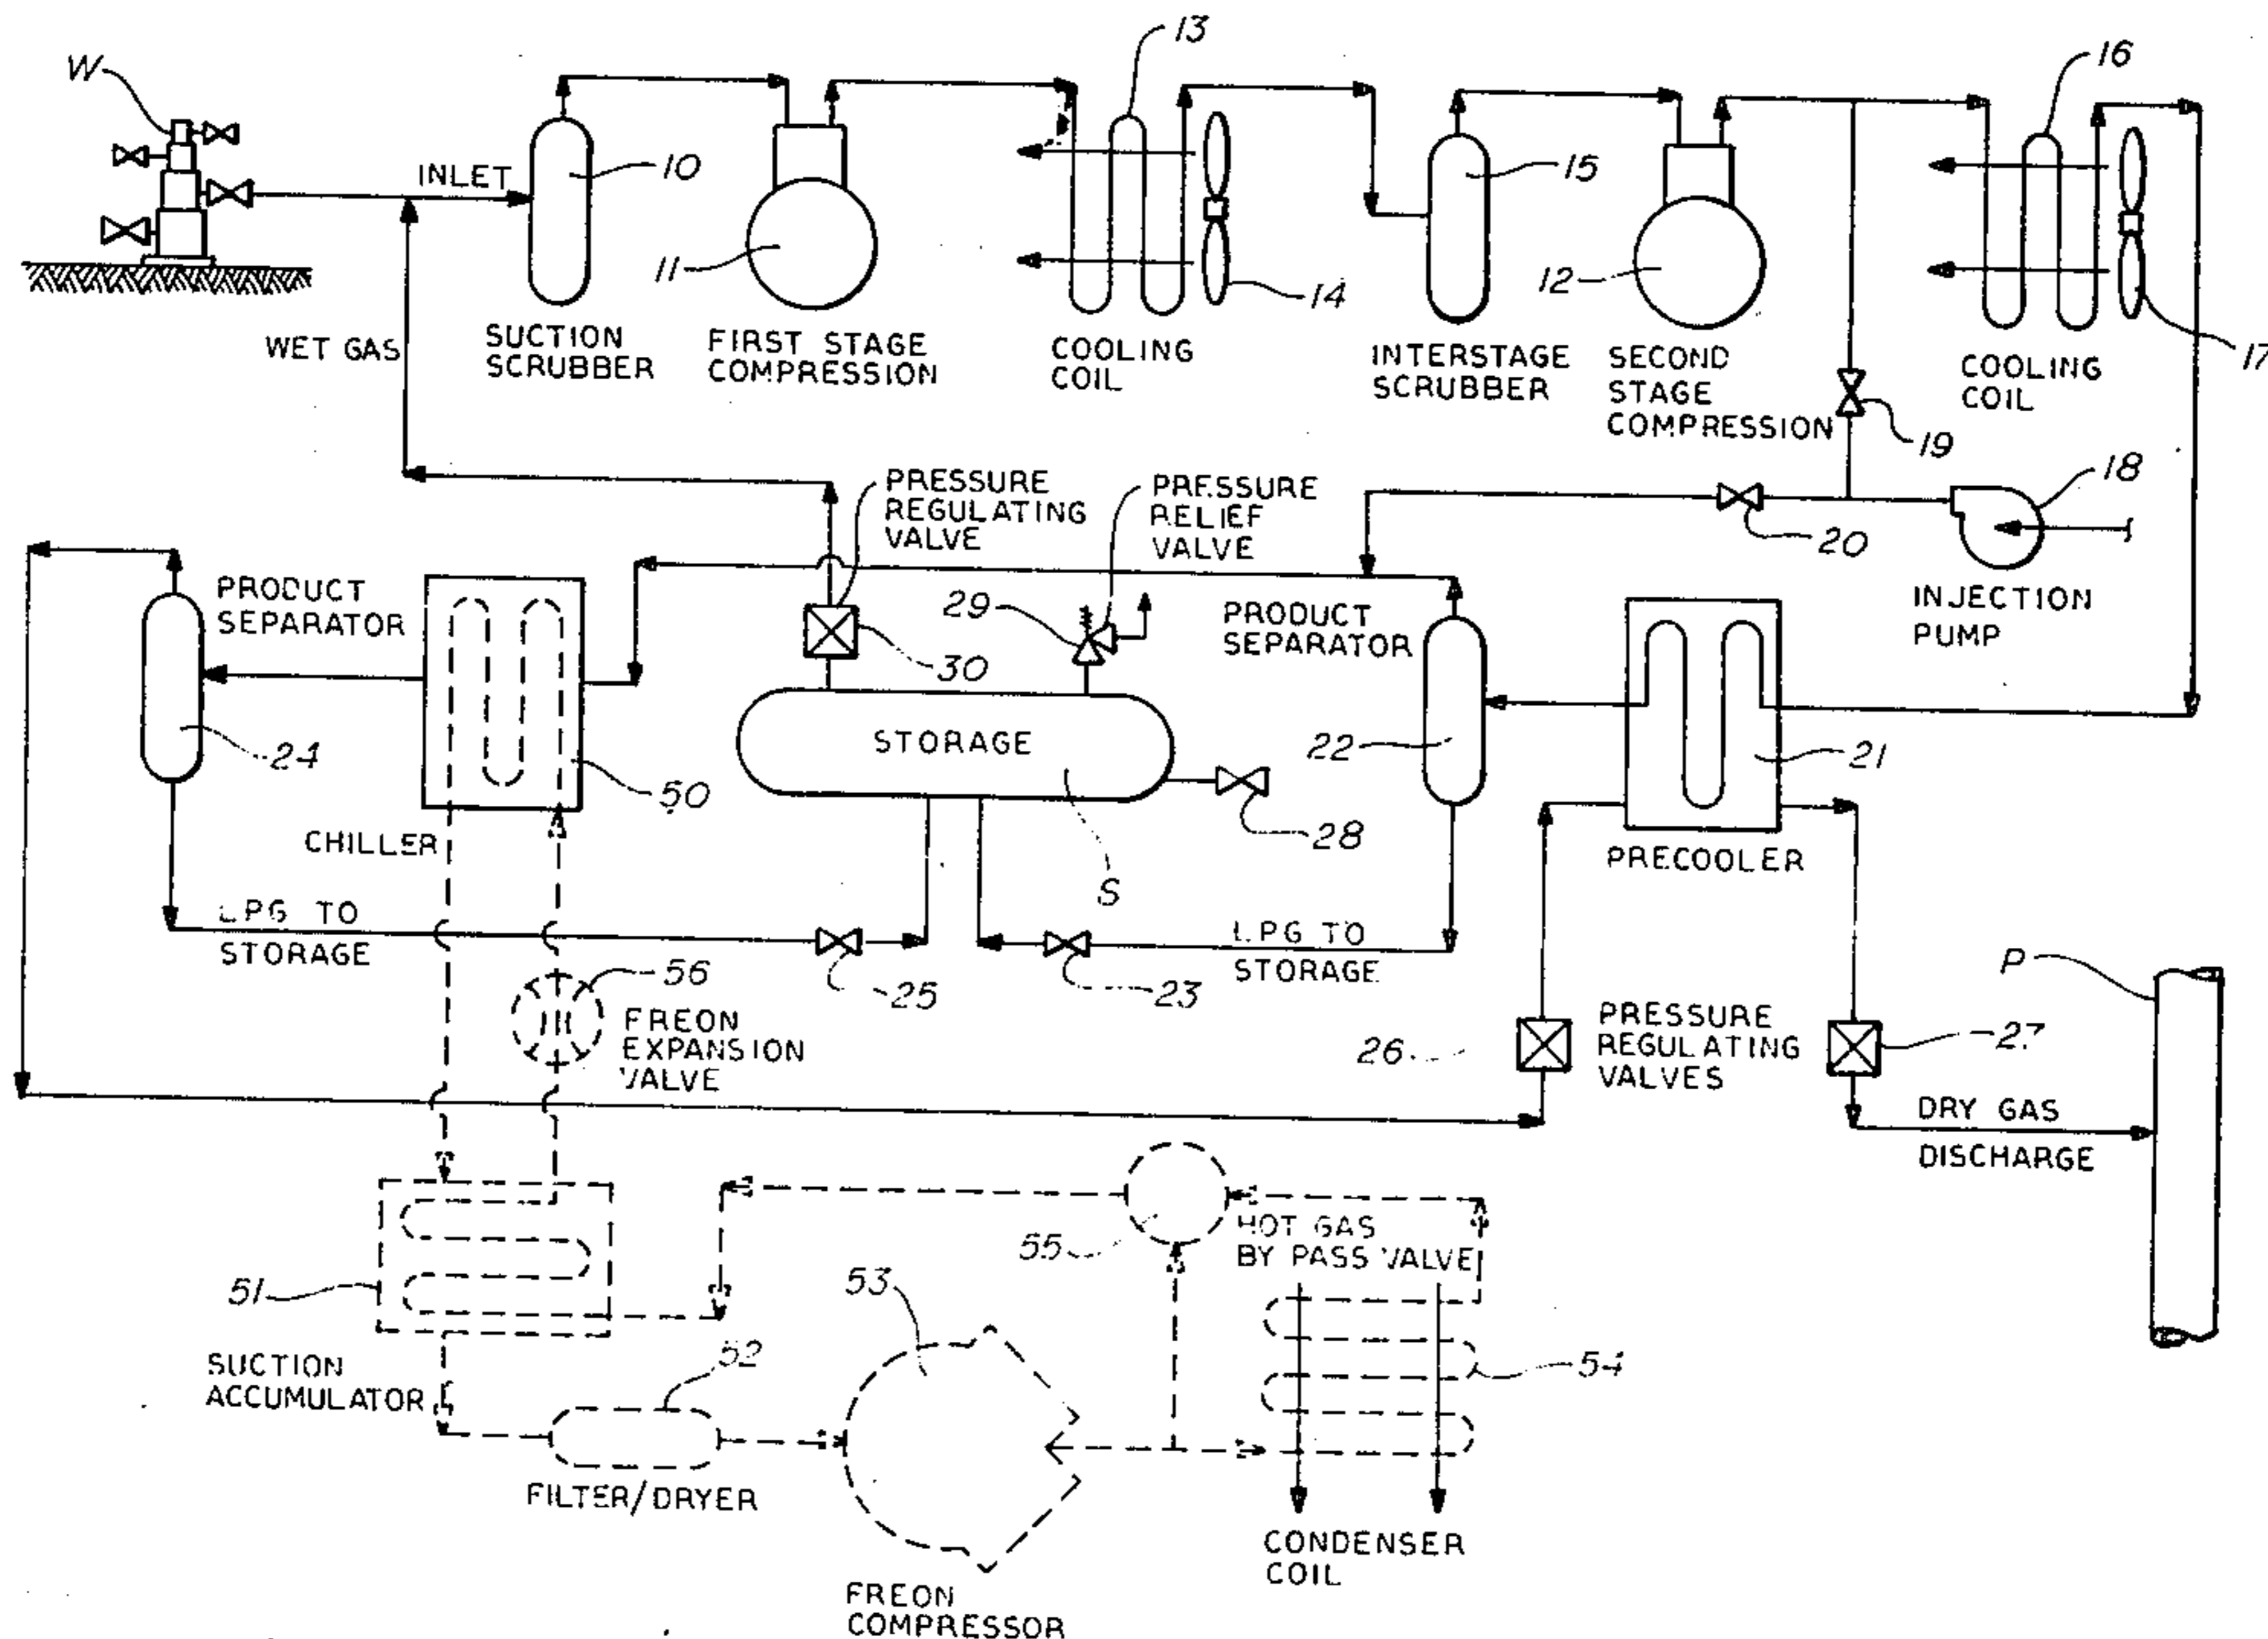 W
INLET
WET GAS
10
SUCTION
SCRUBBER
11
FIRST STAGE
COMPRESSION
13
14
COOLING
COIL
15
INTERSTAGE
SCRUBBER
12
SECOND
STAGE
COMPRESSION
16
17
COOLING
COIL
19
18
20
INJECTION
PUMP
PRESSURE
REGULATING
VALVE
PRESSURE
RELIEF
VALVE
29
30
PRODUCT
SEPARATOR
24
50
CHILLER
STORAGE
S
28
PRODUCT
SEPARATOR
22
21
PRECOOLER
LPG TO
STORAGE
25
LPG TO
STORAGE
23
56
FREON
EXPANSION
VALVE
26
PRESSURE
REGULATING
VALVES
27
P
DRY GAS
DISCHARGE
51
SUCTION
ACCUMULATOR
52
FILTER/DRYER
53
FREON
COMPRESSOR
55
HOT GAS
BY PASS VALVE
54
CONDENSER
COIL